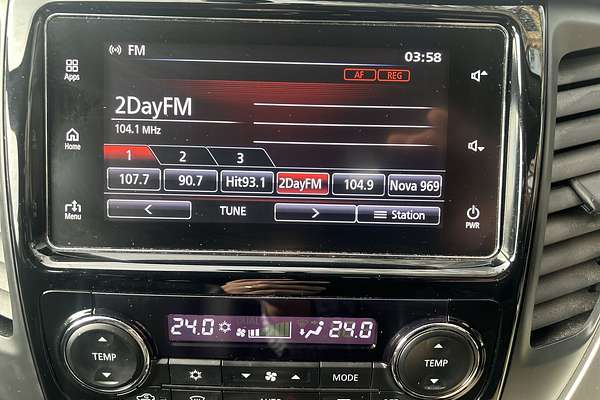 FM
03:58
Apps
AF REG
2DayFM
104.1 MHz
Home
1 2 3
107.7 90.7 Hit93.1 2DayFM 104.9 Nova 969
Menu
< TUNE > Station
PWR
24.0 24.0
TEMP
TEMP
MODE
AUTO